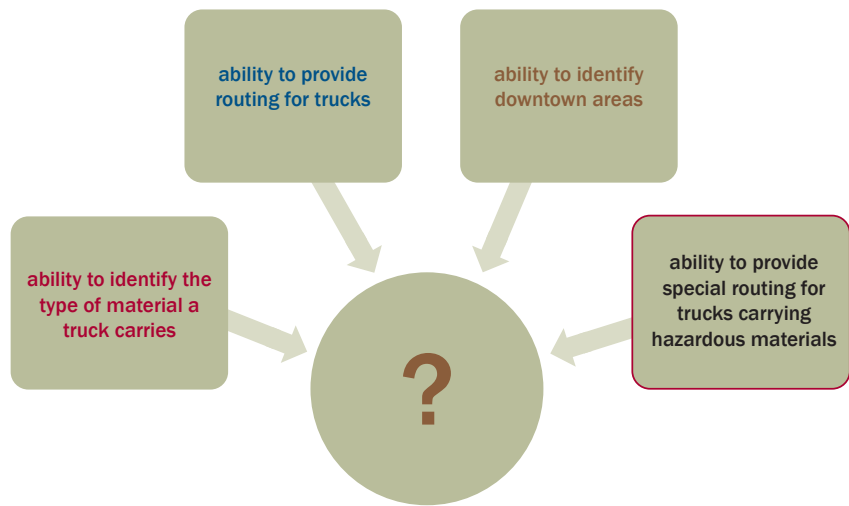 ability to provide
routing for trucks
ability to identify
downtown areas
ability to identify the
type of material a
truck carries
ability to provide
special routing for
trucks carrying
hazardous materials
?